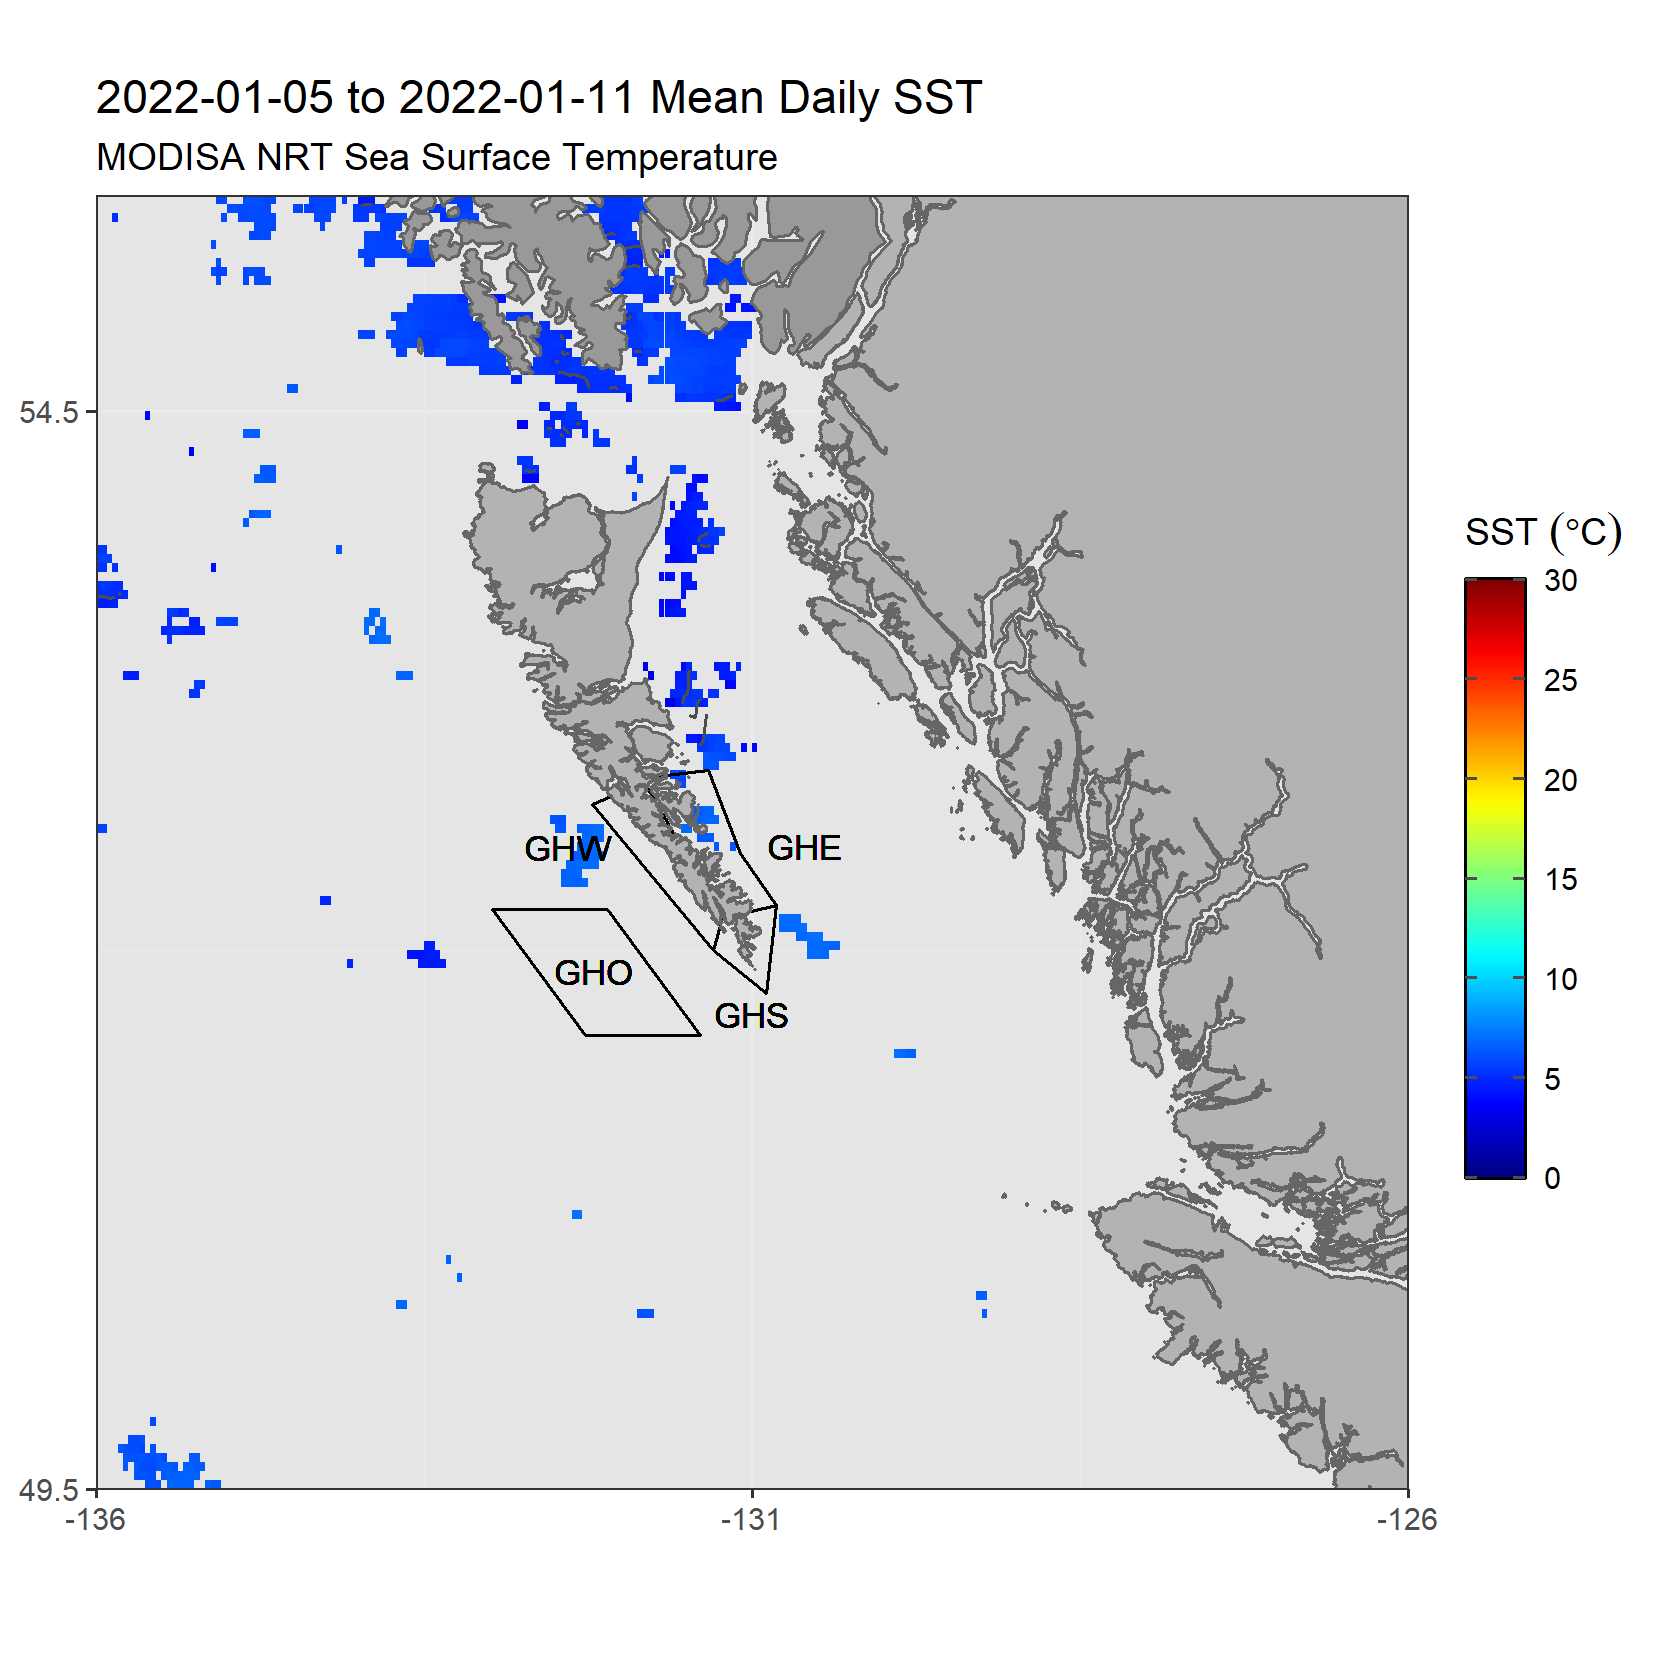 2022-01-05 to 2022-01-11 Mean Daily SST
MODISA NRT Sea Surface Temperature
54.5
49.5
-136
-131
-126
GHW
GHE
GHO
GHS
SST (°C)
30
25
20
15
10
5
0